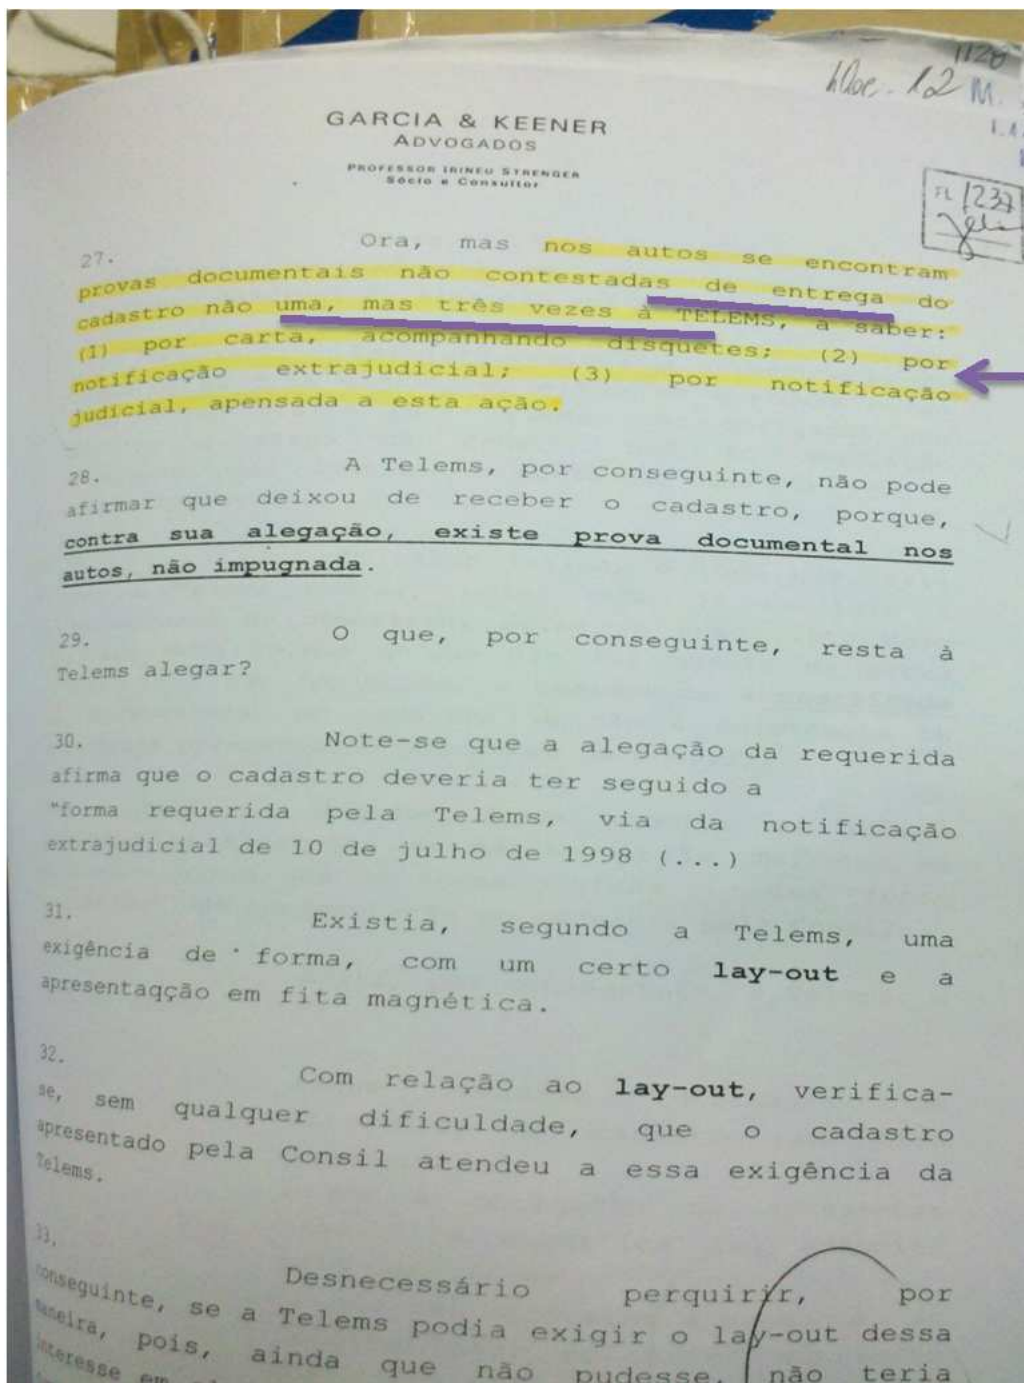 1128
Doc. 12
M.
GARCIA & KEENER
ADVOGADOS
PROFESSOR IRINEU STRENGER
Sócio e Consultor
FL 1237
27. Ora, mas nos autos se encontram
provas documentais não contestadas de entrega do
cadastro não uma, mas três vezes à TELEMS, a saber:
(1) por carta, acompanhando disquetes; (2) por
notificação extrajudicial; (3) por notificação
judicial, apensada a esta ação.
28. A Telems, por conseguinte, não pode
afirmar que deixou de receber o cadastro, porque,
contra sua alegação, existe prova documental nos
autos, não impugnada.
29. O que, por conseguinte, resta à
Telems alegar?
30. Note-se que a alegação da requerida
afirma que o cadastro deveria ter seguido a
"forma requerida pela Telems, via da notificação
extrajudicial de 10 de julho de 1998 (...)
31. Existia, segundo a Telems, uma
exigência de forma, com um certo lay-out e a
apresentaqção em fita magnética.
32. Com relação ao lay-out, verifica-
se, sem qualquer dificuldade, que o cadastro
apresentado pela Consil atendeu a essa exigência da
Telems.
33. Desnecessário perquirir, por
conseguinte, se a Telems podia exigir o lay-out dessa
maneira, pois, ainda que não pudesse, não teria
interesse em